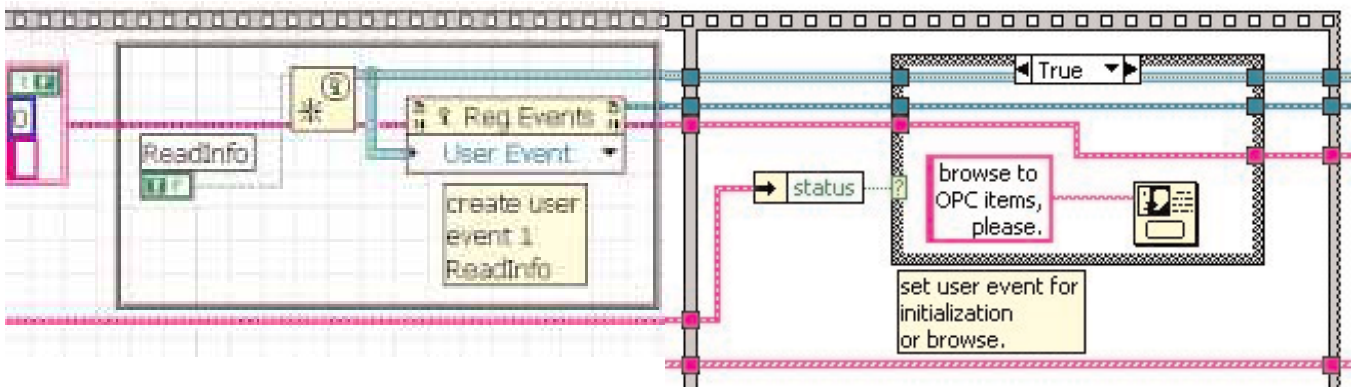 True
Reg Events
ReadInfo
User Event
status
browse to
OPC items,
please.
create user
event 1
ReadInfo
set user event for
initialization
or browse.